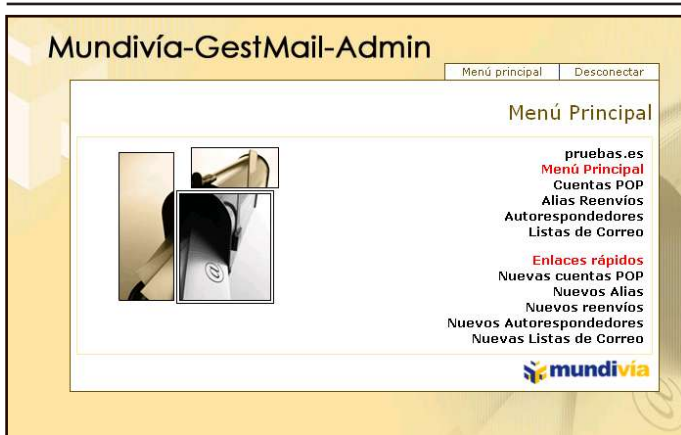 Mundivía-GestMail-Admin
Menú principal Desconectar
Menú Principal
pruebas.es
Menú Principal
Cuentas POP
Alias Reenvíos
Autorespondedores
Listas de Correo
Enlaces rápidos
Nuevas cuentas POP
Nuevos Alias
Nuevos reenvíos
Nuevos Autorespondedores
Nuevas Listas de Correo
mundivía
@
@